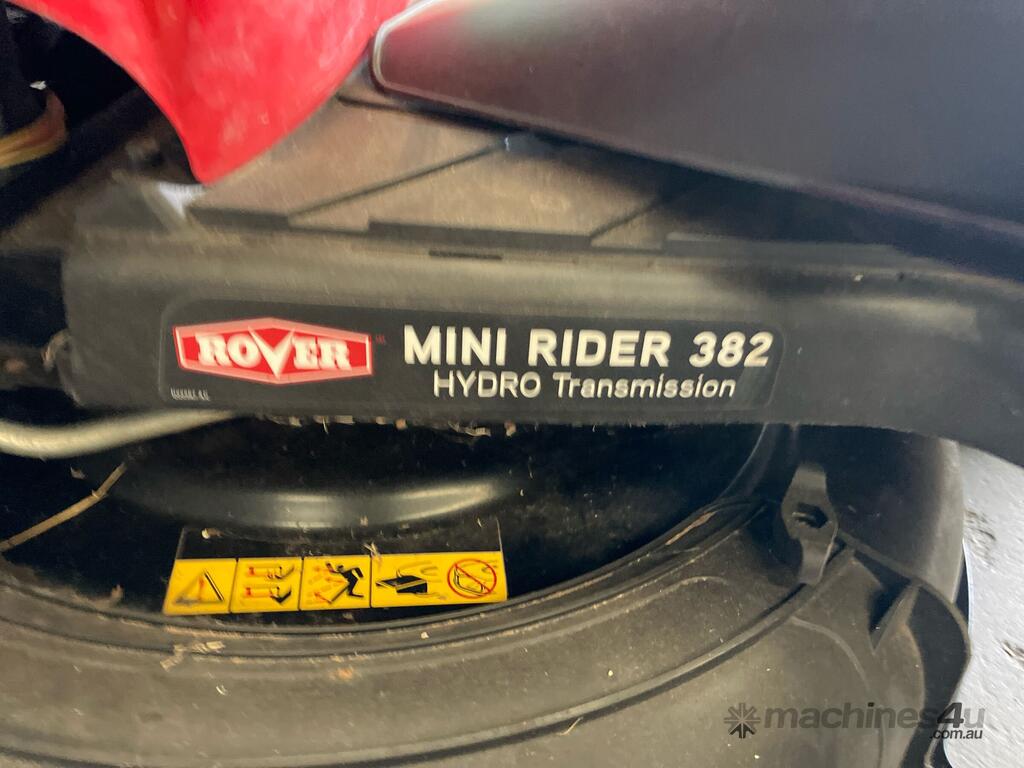 ROVER
MINI RIDER 382
HYDRO Transmission
machines4u
.com.au